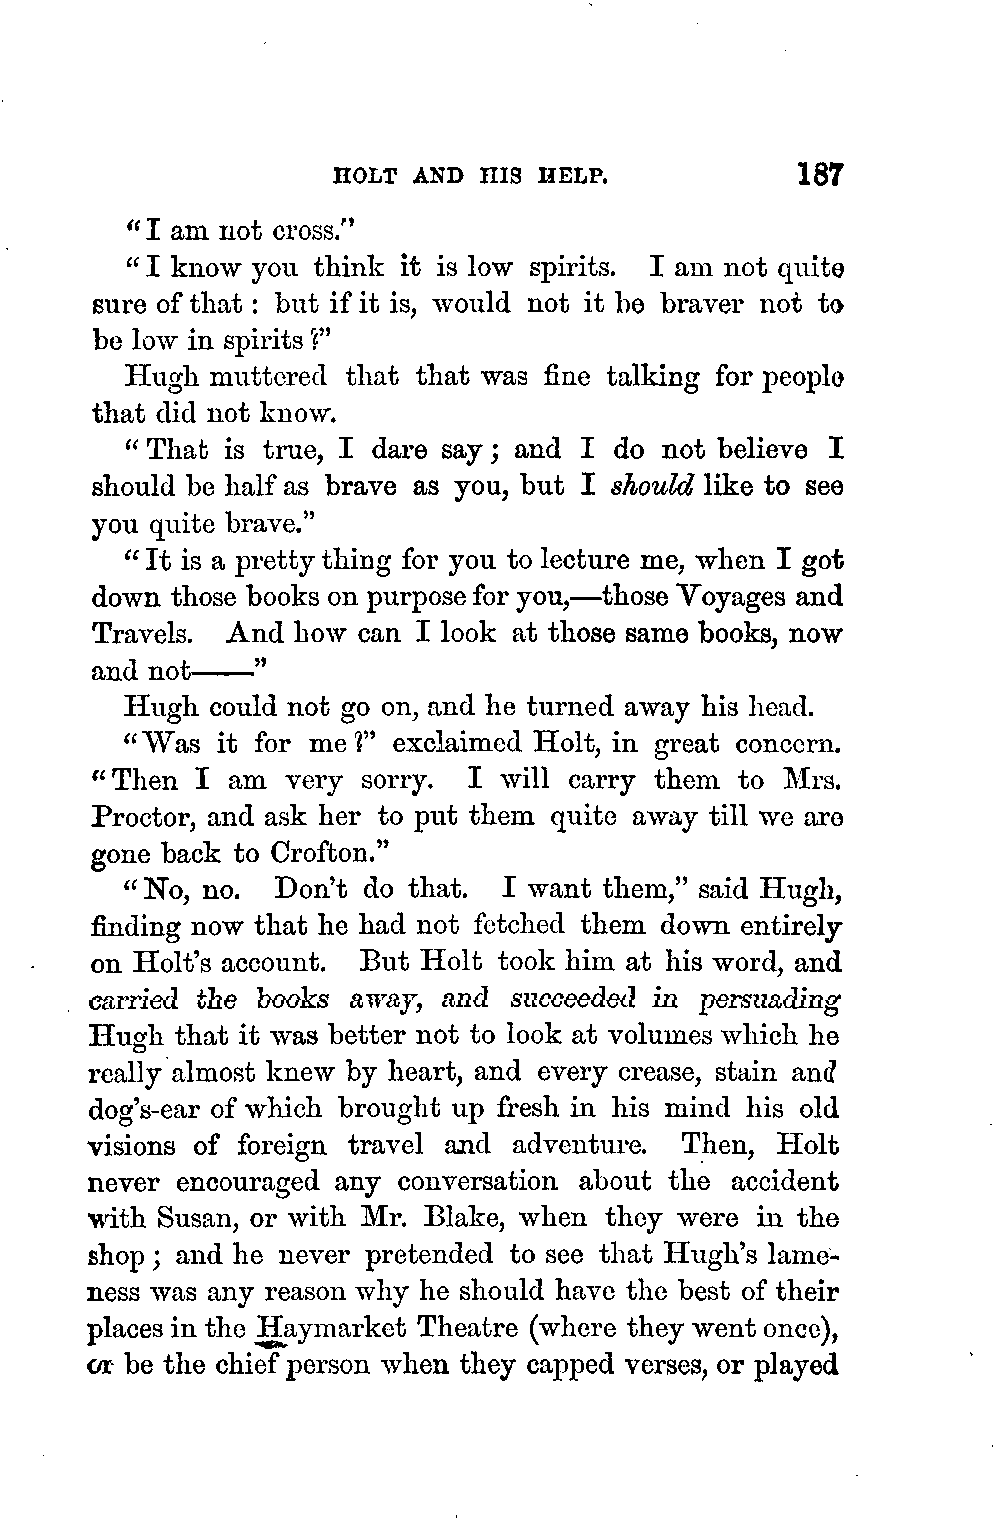 HOLT AND HIS HELP. 187
"I am not cross."
"I know you think it is low spirits. I am not quite
sure of that : but if it is, would not it be braver not to
be low in spirits ?"
Hugh muttered that that was fine talking for people
that did not know.
"That is true, I dare say ; and I do not believe I
should be half as brave as you, but I should like to see
you quite brave."
"It is a pretty thing for you to lecture me, when I got
down those books on purpose for you,—those Voyages and
Travels. And how can I look at those same books, now
and not——"
Hugh could not go on, and he turned away his head.
"Was it for me ?" exclaimed Holt, in great concern.
"Then I am very sorry. I will carry them to Mrs.
Proctor, and ask her to put them quite away till we are
gone back to Crofton."
"No, no. Don't do that. I want them," said Hugh,
finding now that he had not fetched them down entirely
on Holt's account. But Holt took him at his word, and
carried the books away, and succeeded in persuading
Hugh that it was better not to look at volumes which he
really almost knew by heart, and every crease, stain and
dog's-ear of which brought up fresh in his mind his old
visions of foreign travel and adventure. Then, Holt
never encouraged any conversation about the accident
with Susan, or with Mr. Blake, when they were in the
shop ; and he never pretended to see that Hugh's lame-
ness was any reason why he should have the best of their
places in the Haymarket Theatre (where they went once),
or be the chief person when they capped verses, or played